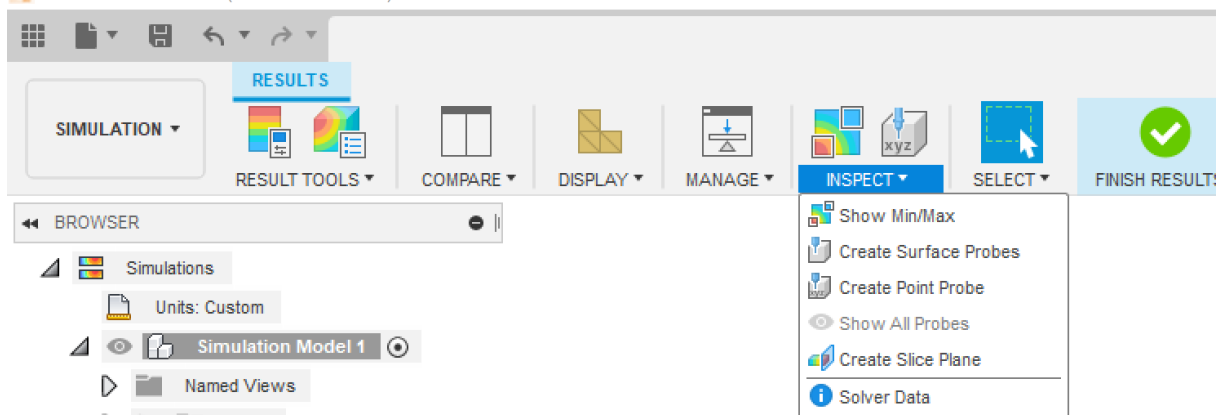 RESULTS
SIMULATION
RESULT TOOLS
COMPARE
DISPLAY
MANAGE
xyz
INSPECT
SELECT
FINISH RESULTS
BROWSER
Simulations
Units: Custom
Simulation Model 1
Named Views
Show Min/Max
Create Surface Probes
Create Point Probe
Show All Probes
Create Slice Plane
Solver Data